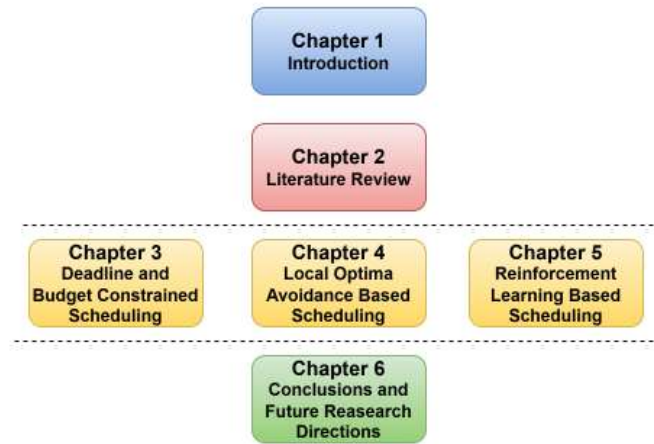 Chapter 1
Introduction
Chapter 2
Literature Review
Chapter 3
Deadline and
Budget Constrained
Scheduling
Chapter 4
Local Optima
Avoidance Based
Scheduling
Chapter 5
Reinforcement
Learning Based
Scheduling
Chapter 6
Conclusions and
Future Reasearch
Directions